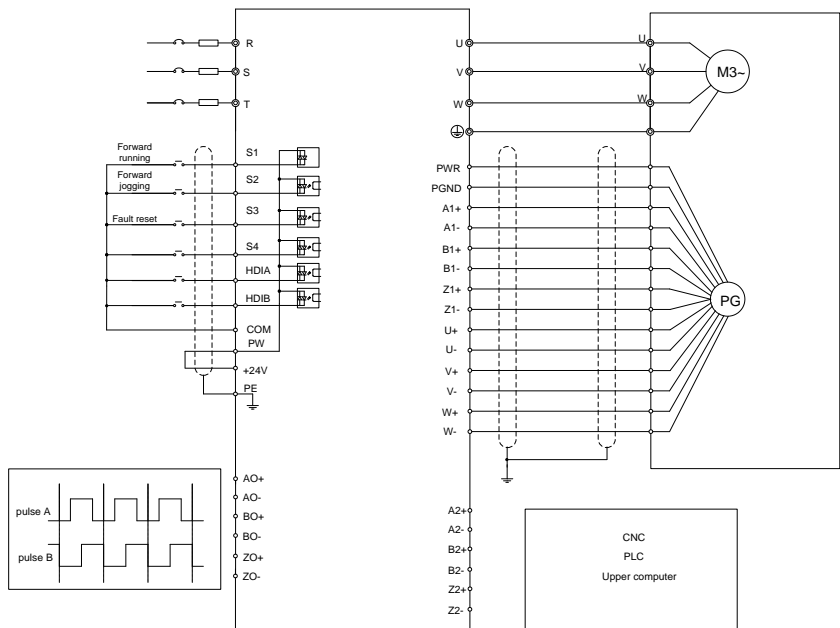 R
S
T
Forward
running
Forward
jogging
Fault reset
S1
S2
S3
S4
HDIA
HDIB
COM
PW
+24V
PE
AO+
AO-
BO+
BO-
ZO+
ZO-
pulse A
pulse B
U
V
W
PWR
PGND
A1+
A1-
B1+
B1-
Z1+
Z1-
U+
U-
V+
V-
W+
W-
A2+
A2-
B2+
B2-
Z2+
Z2-
U
V
W
M3~
PG
CNC
PLC
Upper computer